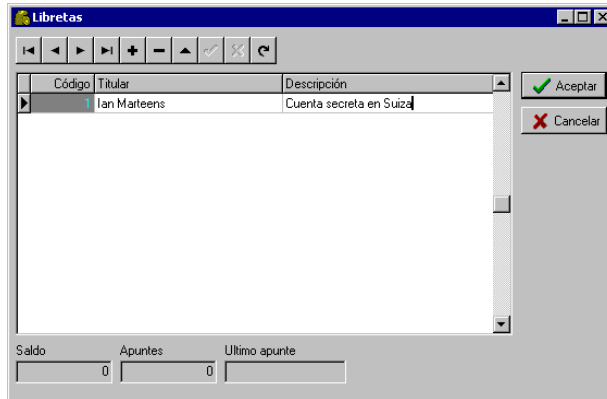 Libretas
Código Titular Descripción
1 Ian Marteens Cuenta secreta en Suiza
Aceptar
Cancelar
Saldo Apuntes Ultimo apunte
0 0